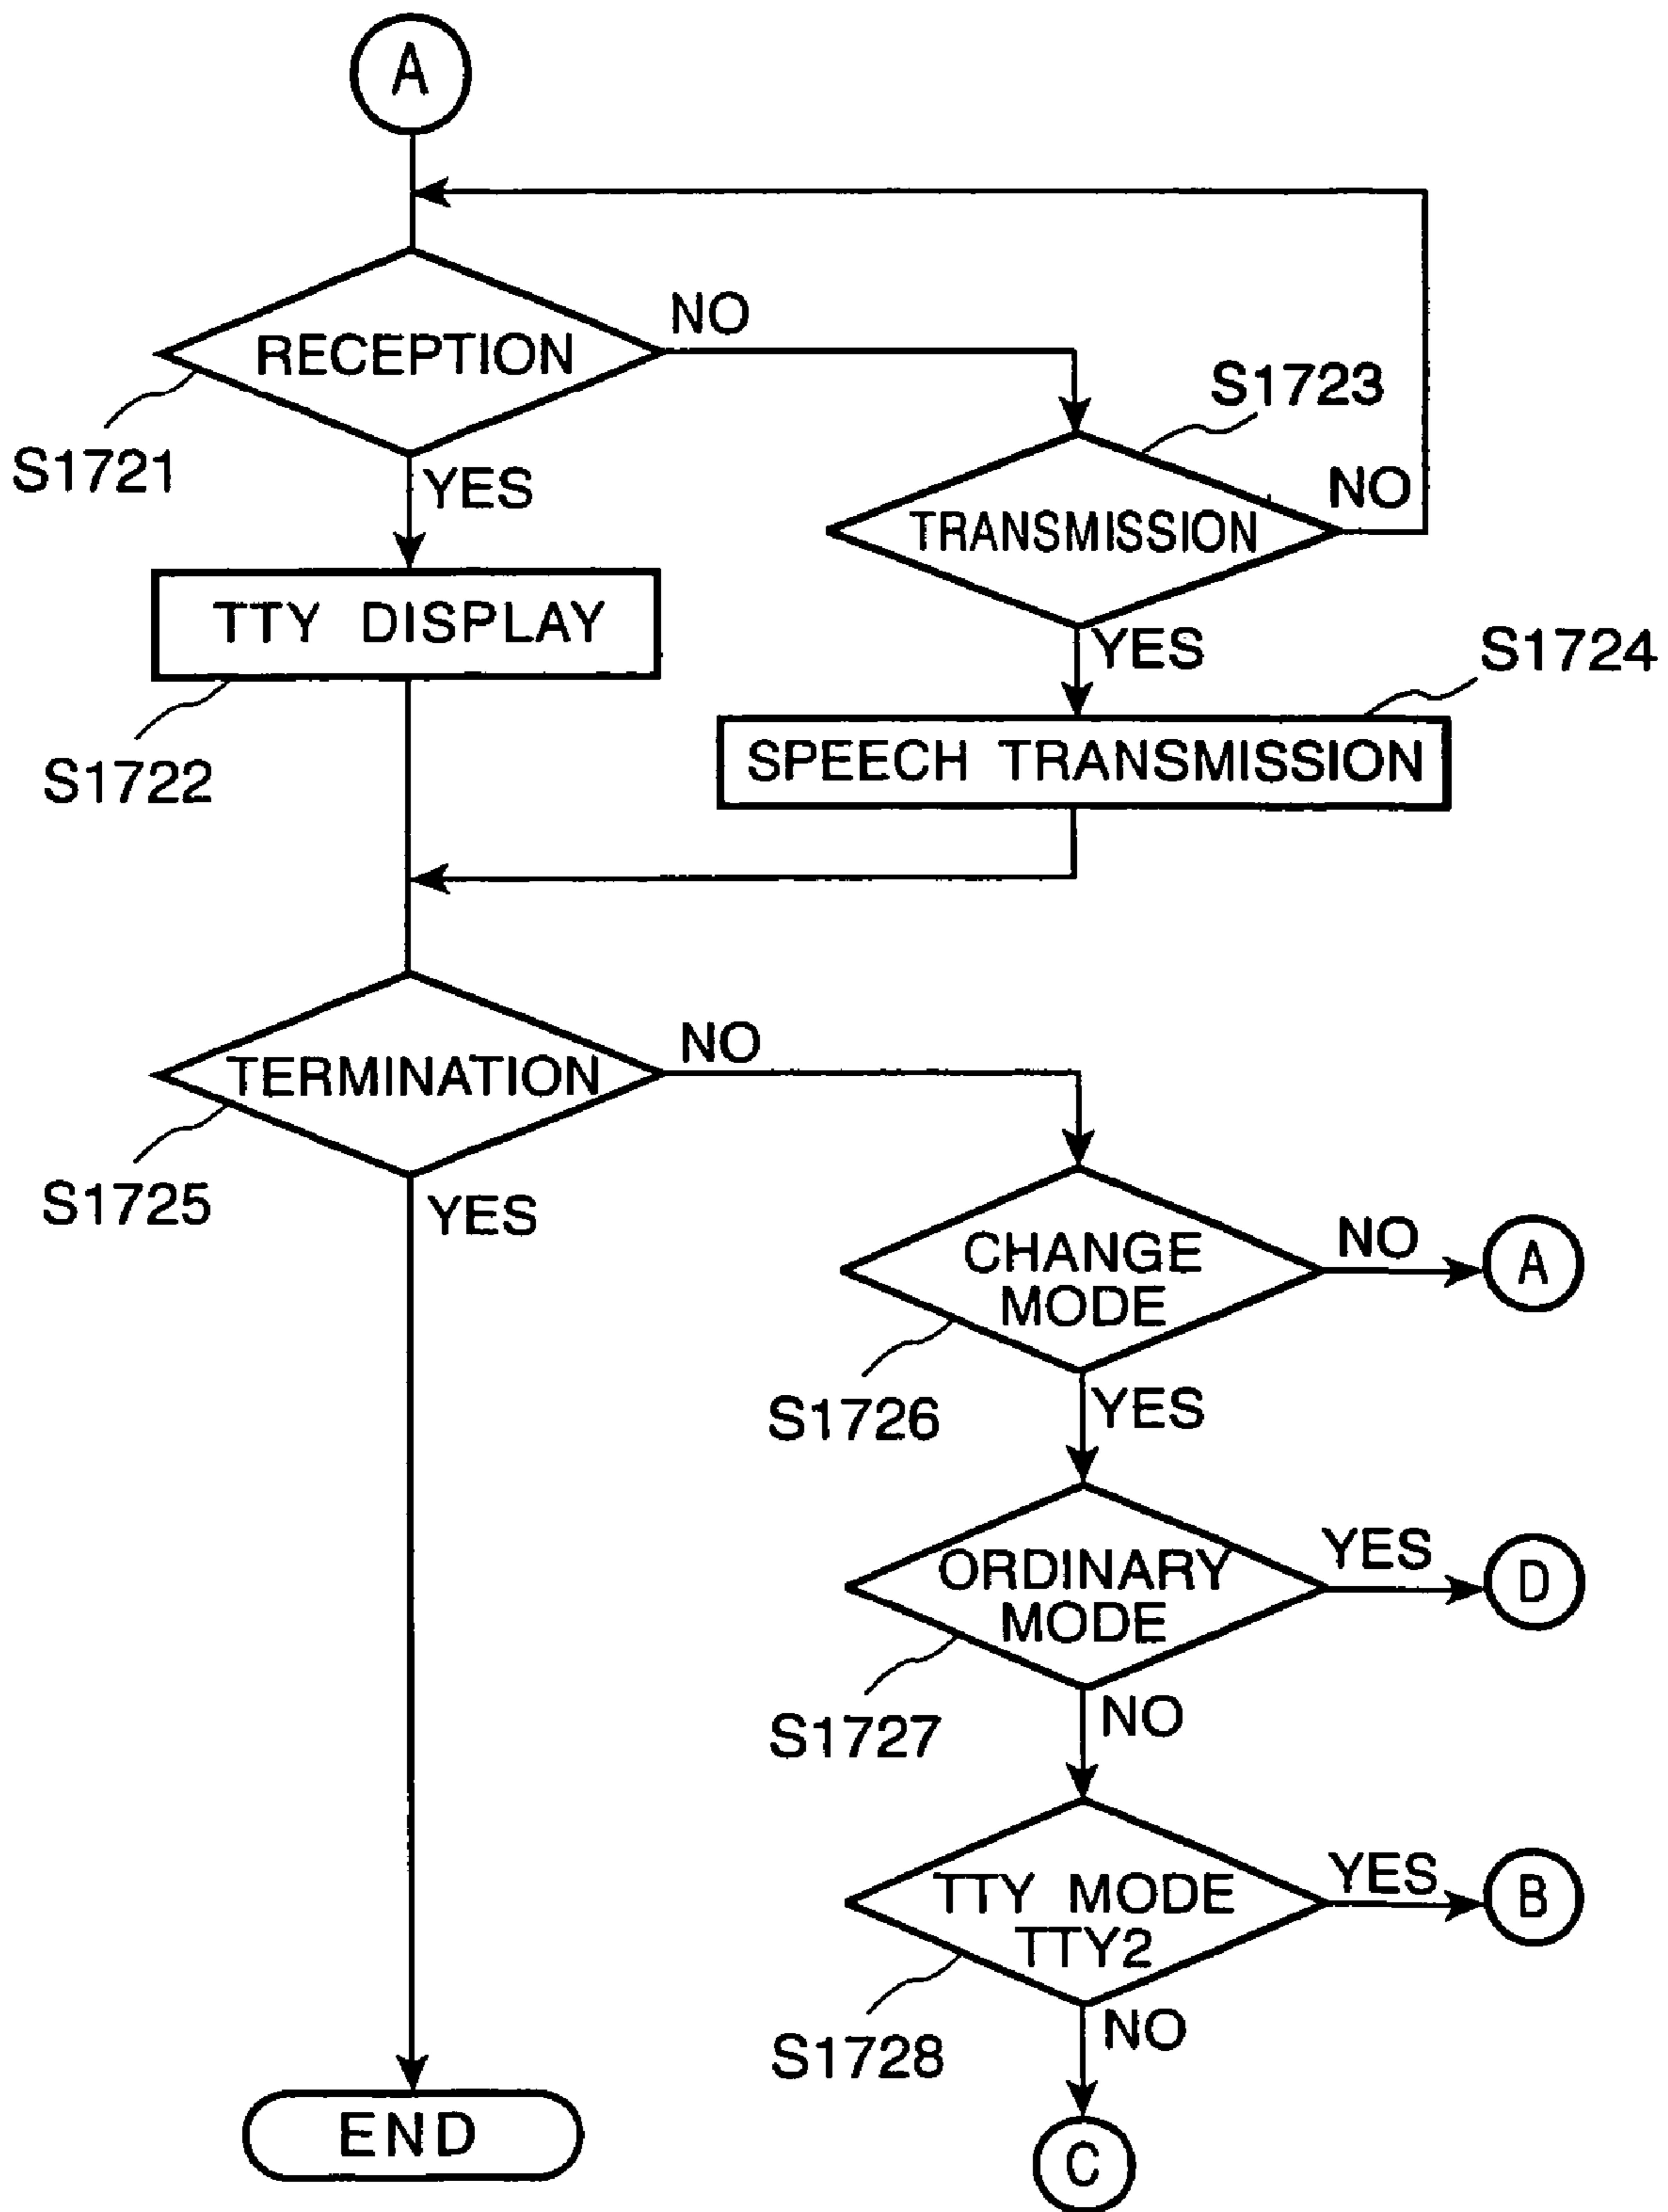 A
RECEPTION
NO
S1721
YES
S1723
TRANSMISSION
NO
TTY DISPLAY
S1722
YES
S1724
SPEECH TRANSMISSION
TERMINATION
NO
S1725
YES
CHANGE
MODE
NO
A
S1726
YES
ORDINARY
MODE
YES
D
S1727
NO
TTY MODE
TTY2
YES
B
S1728
NO
END
C